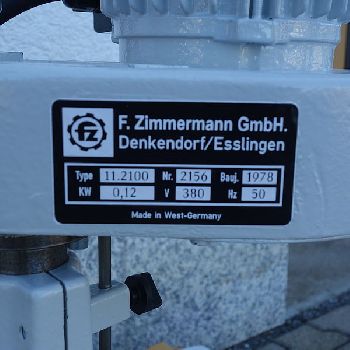 FZ
F. Zimmermann GmbH.
Denkendorf/Esslingen
Type 11.2100 Nr. 2156 Bauj. 1978
KW 0,12 V 380 Hz 50
Made in West-Germany